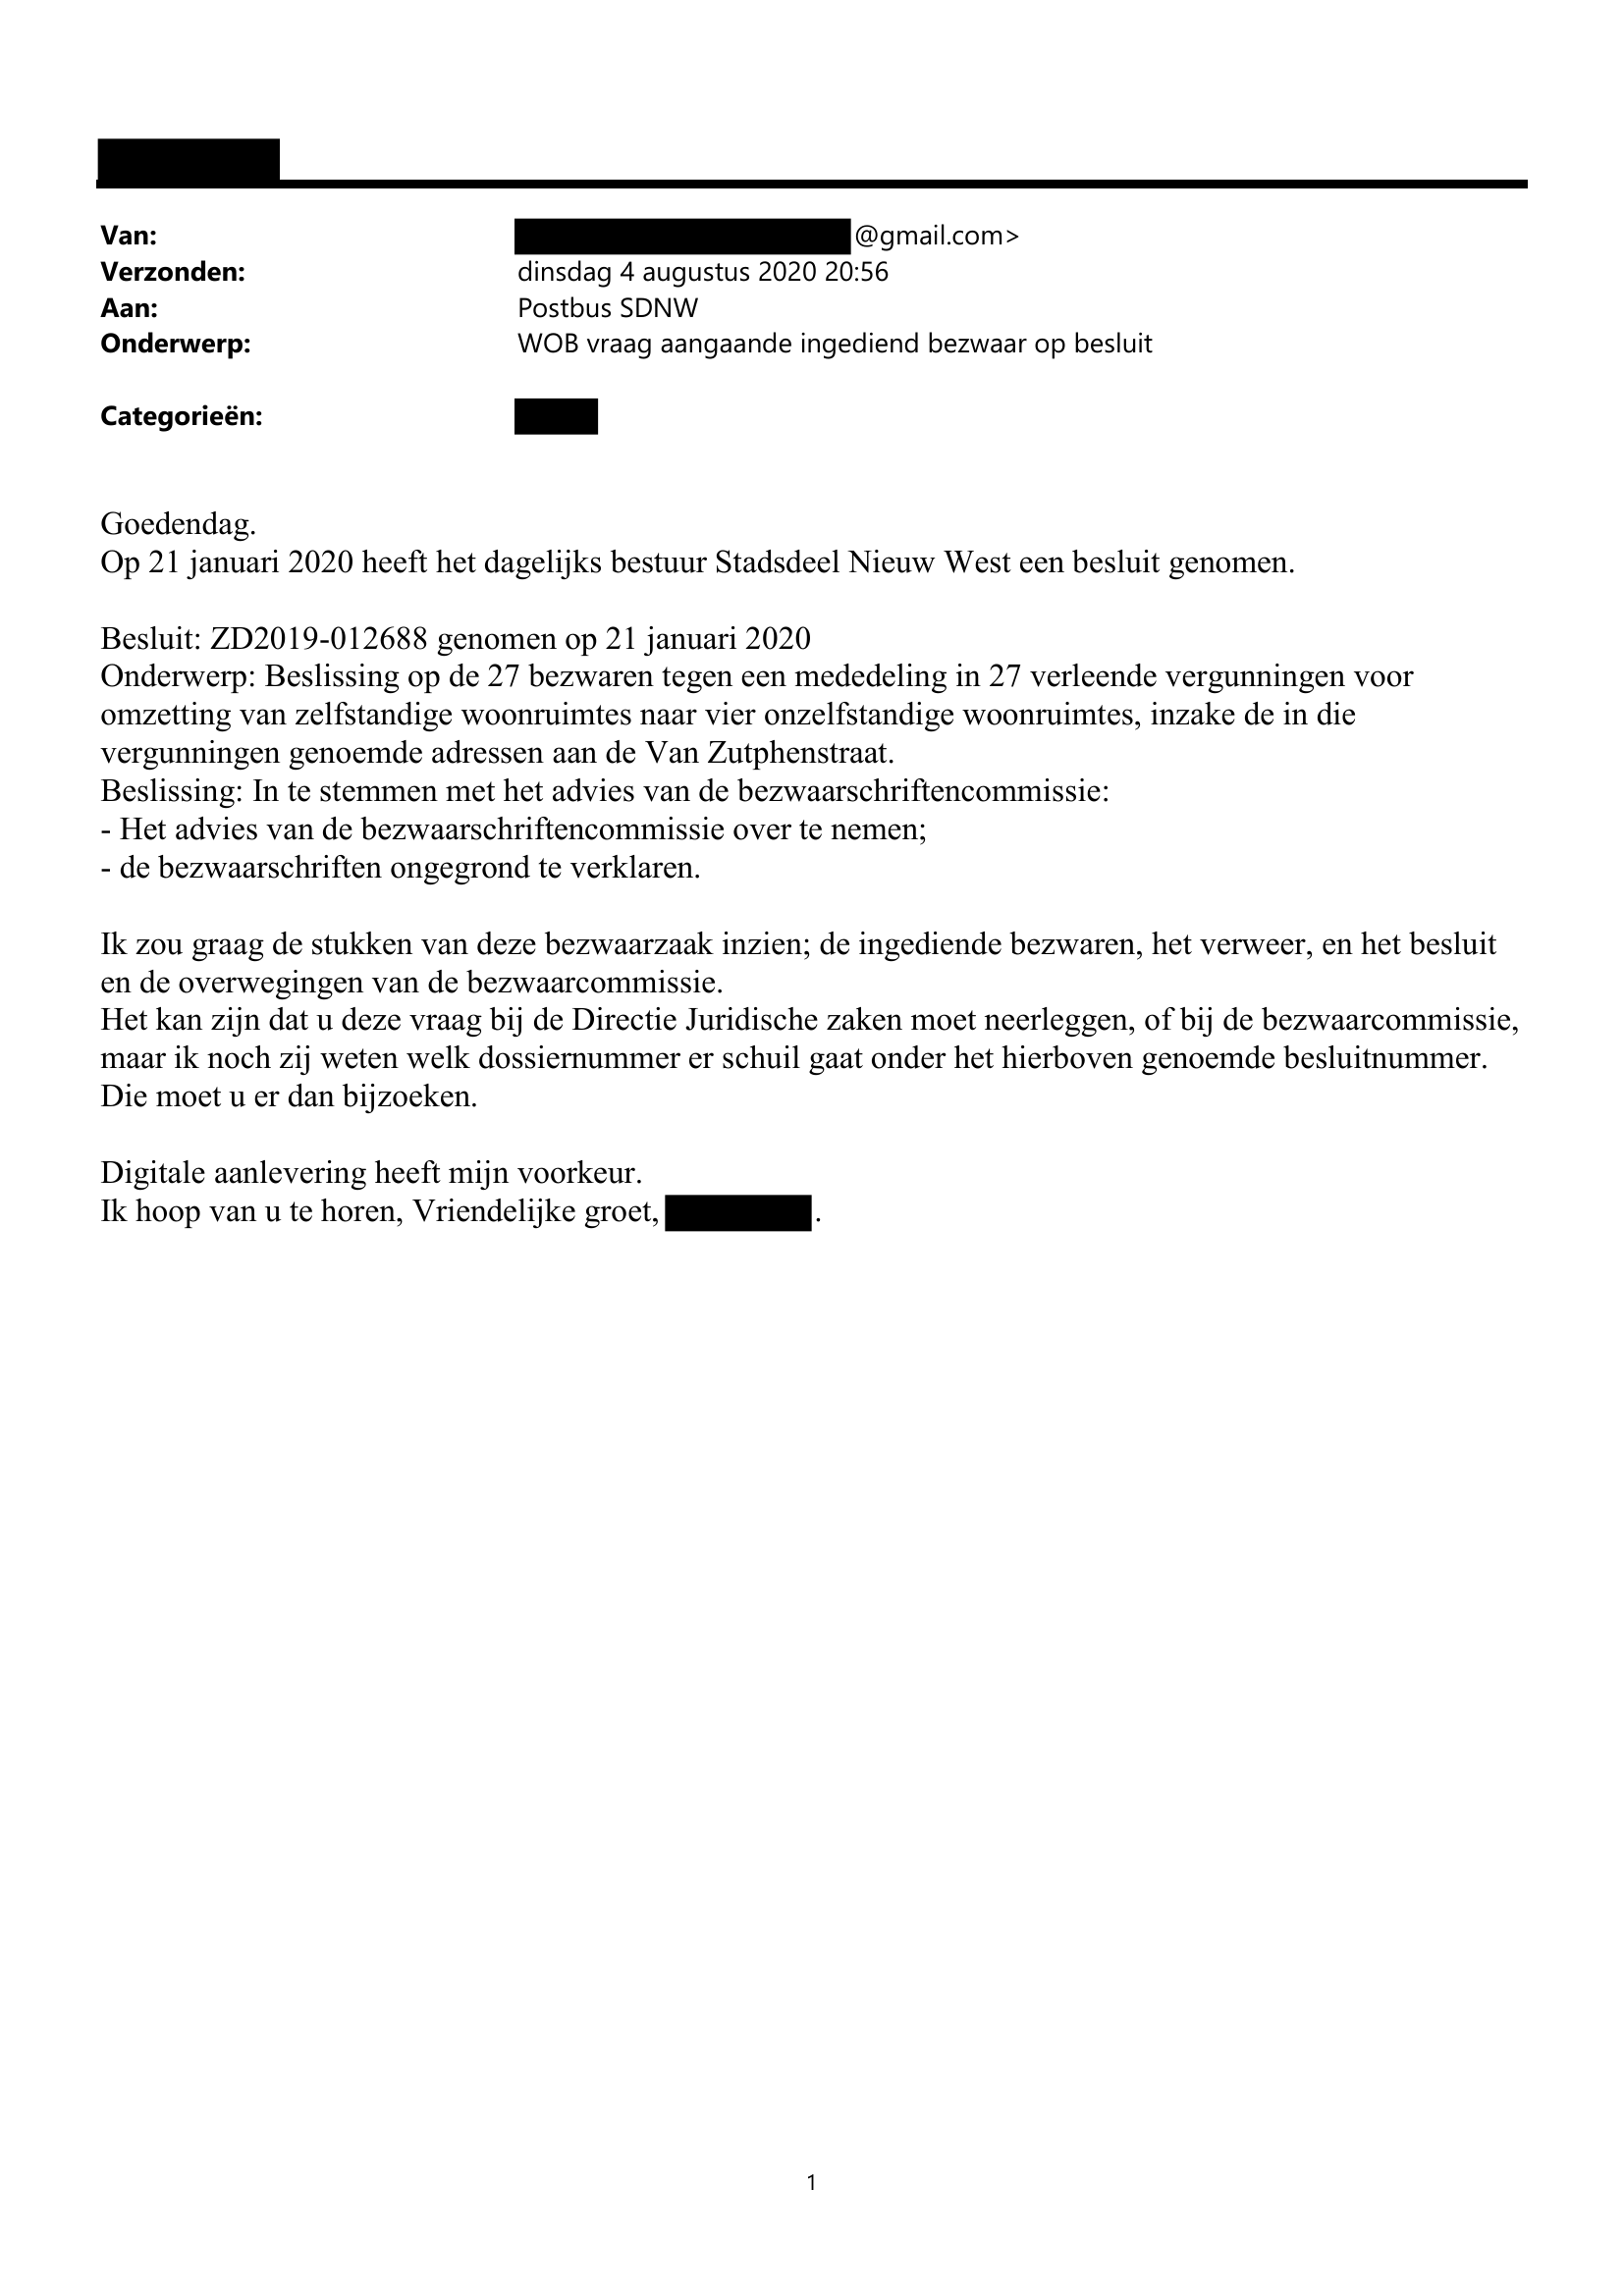 Van: @gmail.com>
Verzonden: dinsdag 4 augustus 2020 20:56
Aan: Postbus SDNW
Onderwerp: WOB vraag aangaande ingediend bezwaar op besluit
Categorieën:
Goedendag.
Op 21 januari 2020 heeft het dagelijks bestuur Stadsdeel Nieuw West een besluit genomen.
Besluit: ZD2019-012688 genomen op 21 januari 2020
Onderwerp: Beslissing op de 27 bezwaren tegen een mededeling in 27 verleende vergunningen voor
omzetting van zelfstandige woonruimtes naar vier onzelfstandige woonruimtes, inzake de in die
vergunningen genoemde adressen aan de Van Zutphenstraat.
Beslissing: In te stemmen met het advies van de bezwaarschriftencommissie:
- Het advies van de bezwaarschriftencommissie over te nemen;
- de bezwaarschriften ongegrond te verklaren.
Ik zou graag de stukken van deze bezwaarzaak inzien; de ingediende bezwaren, het verweer, en het besluit
en de overwegingen van de bezwaarcommissie.
Het kan zijn dat u deze vraag bij de Directie Juridische zaken moet neerleggen, of bij de bezwaarcommissie,
maar ik noch zij weten welk dossiernummer er schuil gaat onder het hierboven genoemde besluitnummer.
Die moet u er dan bijzoeken.
Digitale aanlevering heeft mijn voorkeur.
Ik hoop van u te horen, Vriendelijke groet, .
1